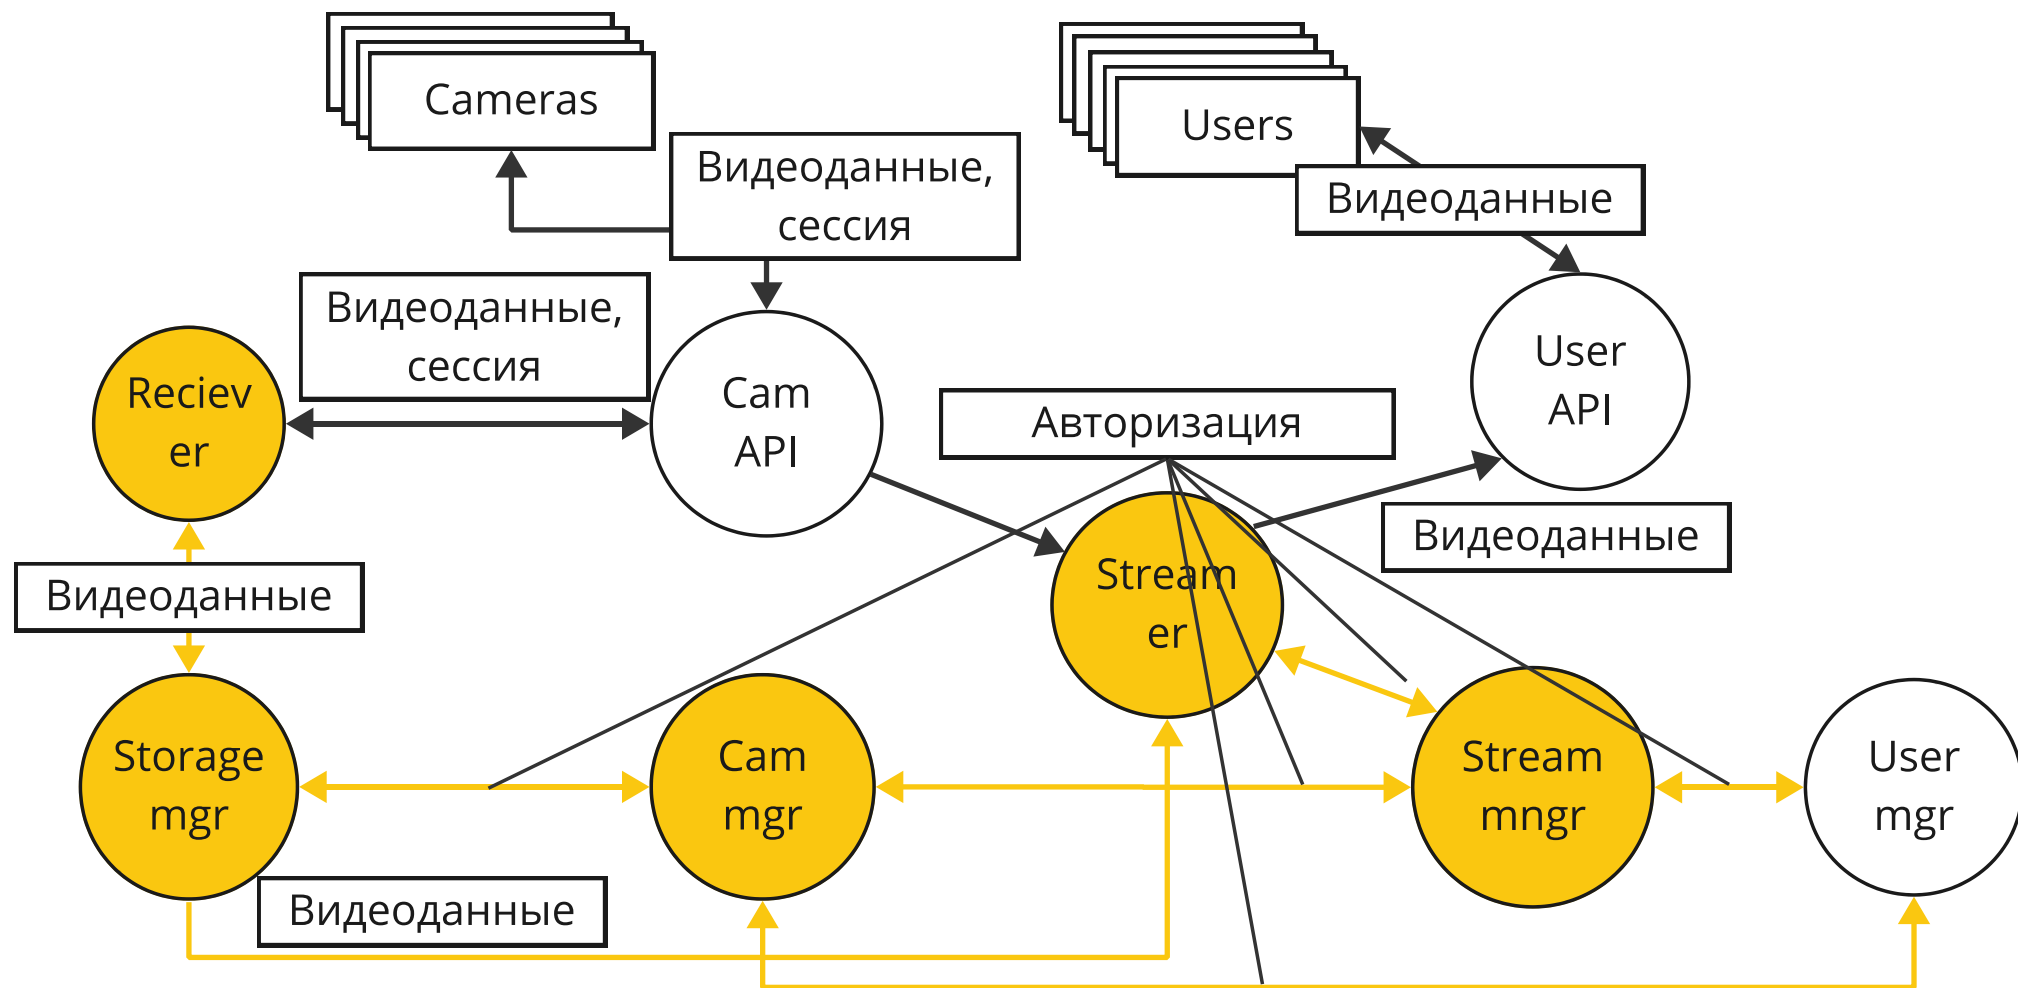 Cameras
Users
Видеоданные,
сессия
Видеоданные
Видеоданные,
сессия
Reciev
er
Cam
API
User
API
Авторизация
Видеоданные
Stream
er
Видеоданные
Storage
mgr
Cam
mgr
Stream
mngr
User
mgr
Видеоданные